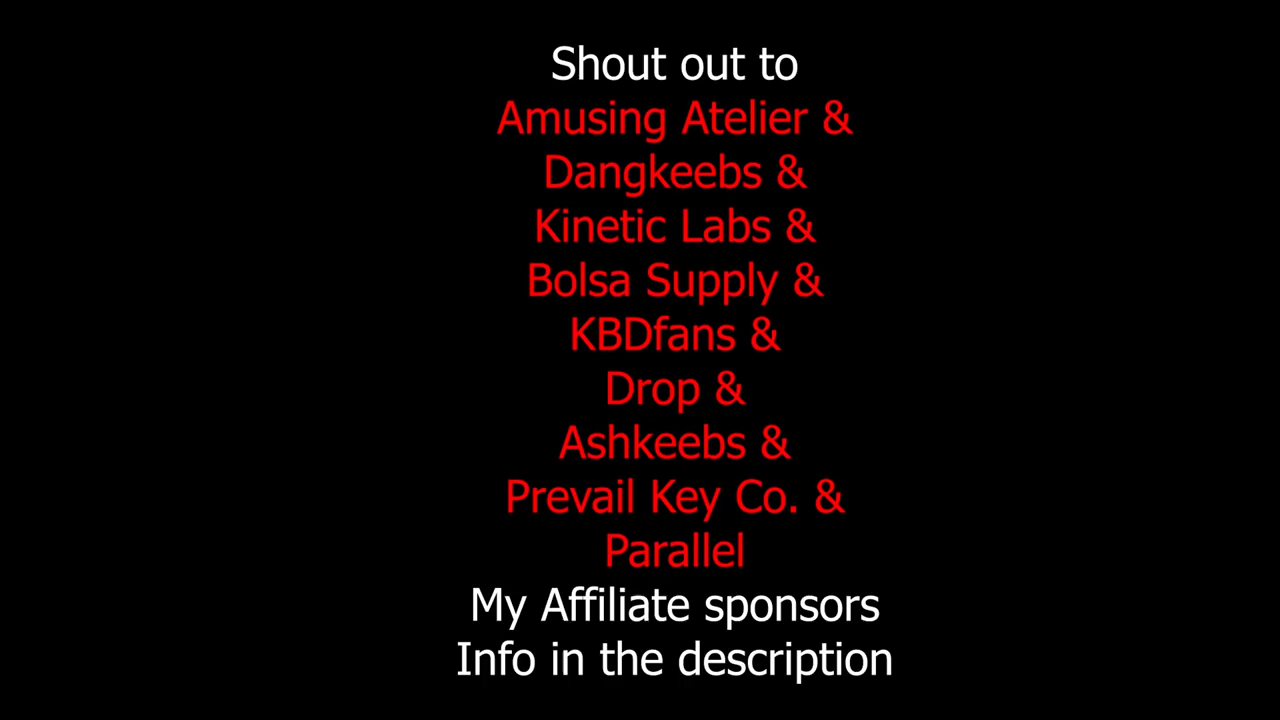 Shout out to
Amusing Atelier &
Dangkeebs &
Kinetic Labs &
Bolsa Supply &
KBDfans &
Drop &
Ashkeebs &
Prevail Key Co. &
Parallel
My Affiliate sponsors
Info in the description